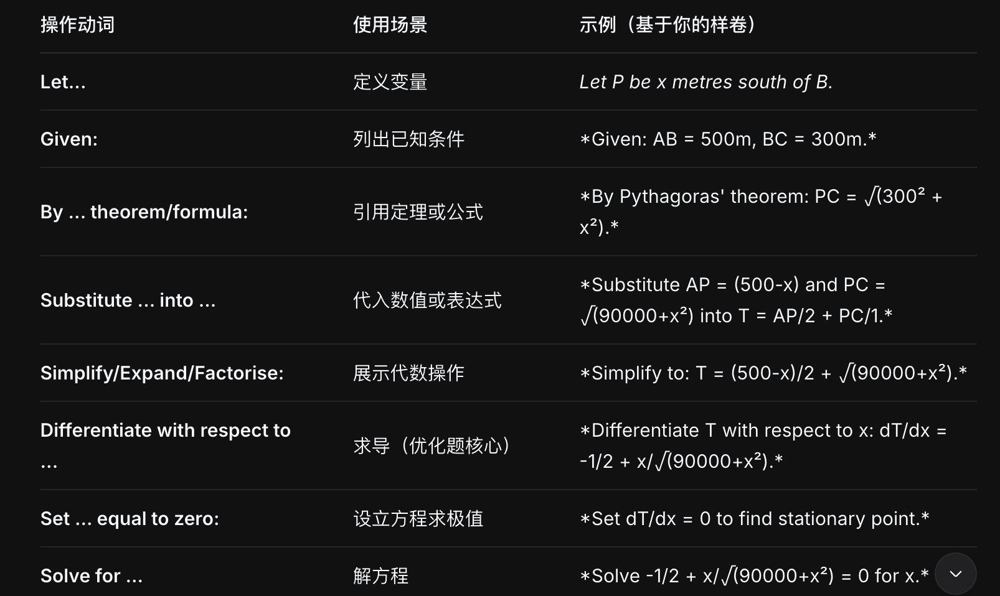 操作动词 使用场景 示例（基于你的样卷）
Let... 定义变量 Let P be x metres south of B.
Given: 列出已知条件 *Given: AB = 500m, BC = 300m.*
By ... theorem/formula: 引用定理或公式 *By Pythagoras' theorem: PC = √(300² +
x²).*
Substitute ... into ... 代入数值或表达式 *Substitute AP = (500-x) and PC =
√(90000+x²) into T = AP/2 + PC/1.*
Simplify/Expand/Factorise: 展示代数操作 *Simplify to: T = (500-x)/2 + √(90000+x²).*
Differentiate with respect to
... 求导（优化题核心） *Differentiate T with respect to x: dT/dx =
-1/2 + x/√(90000+x²).*
Set ... equal to zero: 设立方程求极值 *Set dT/dx = 0 to find stationary point.*
Solve for ... 解方程 *Solve -1/2 + x/√(90000+x²) = 0 for x.*